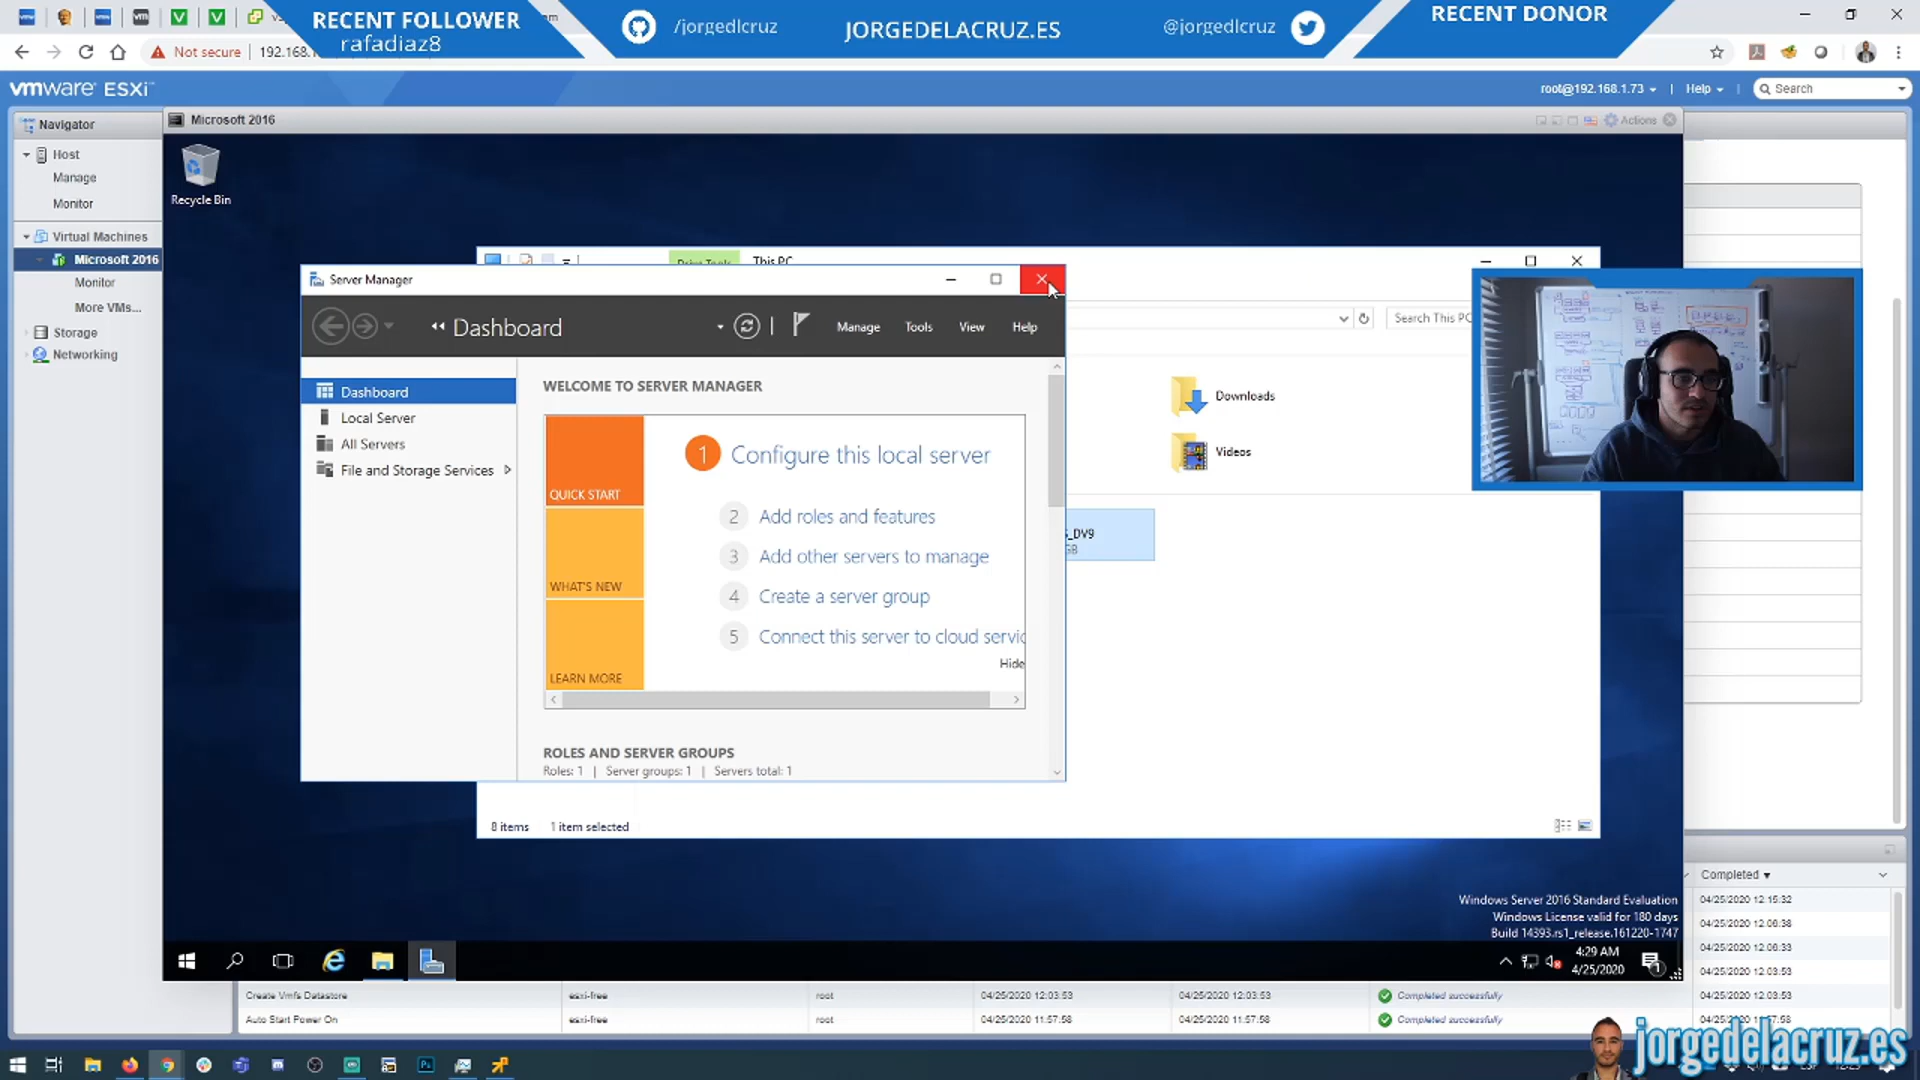 RECENT FOLLOWER
rafadiaz8
/jorgedlcruz
JORGEDELACRUZ.ES
@jorgedlcruz
RECENT DONOR
Not secure
192.168.
vmware ESXi
root@192.168.1.73
Help
Search
Navigator
Host
Manage
Monitor
Virtual Machines
Microsoft 2016
Monitor
More VMs...
Storage
Networking
Microsoft 2016
Actions
Recycle Bin
This PC
Search This PC
Downloads
Videos
_DV9
GB
8 items
1 item selected
Server Manager
Dashboard
Manage
Tools
View
Help
Dashboard
Local Server
All Servers
File and Storage Services
WELCOME TO SERVER MANAGER
QUICK START
WHAT'S NEW
LEARN MORE
1 Configure this local server
2 Add roles and features
3 Add other servers to manage
4 Create a server group
5 Connect this server to cloud servic
Hide
ROLES AND SERVER GROUPS
Roles: 1 | Server groups: 1 | Servers total: 1
Windows Server 2016 Standard Evaluation
Windows License valid for 180 days
Build 14393.rs1_release.161220-1747
4:29 AM
4/25/2020
1
Completed ▼
04/25/2020 12:15:32
04/25/2020 12:06:38
04/25/2020 12:06:33
04/25/2020 12:03:53
Create Vmfs Datastore esxi-free root 04/25/2020 12:03:53 04/25/2020 12:03:53 Completed successfully 04/25/2020 12:03:53
Auto Start Power On esxi-free root 04/25/2020 11:57:58 04/25/2020 11:57:58 Completed successfully
jorgedelacruz.es